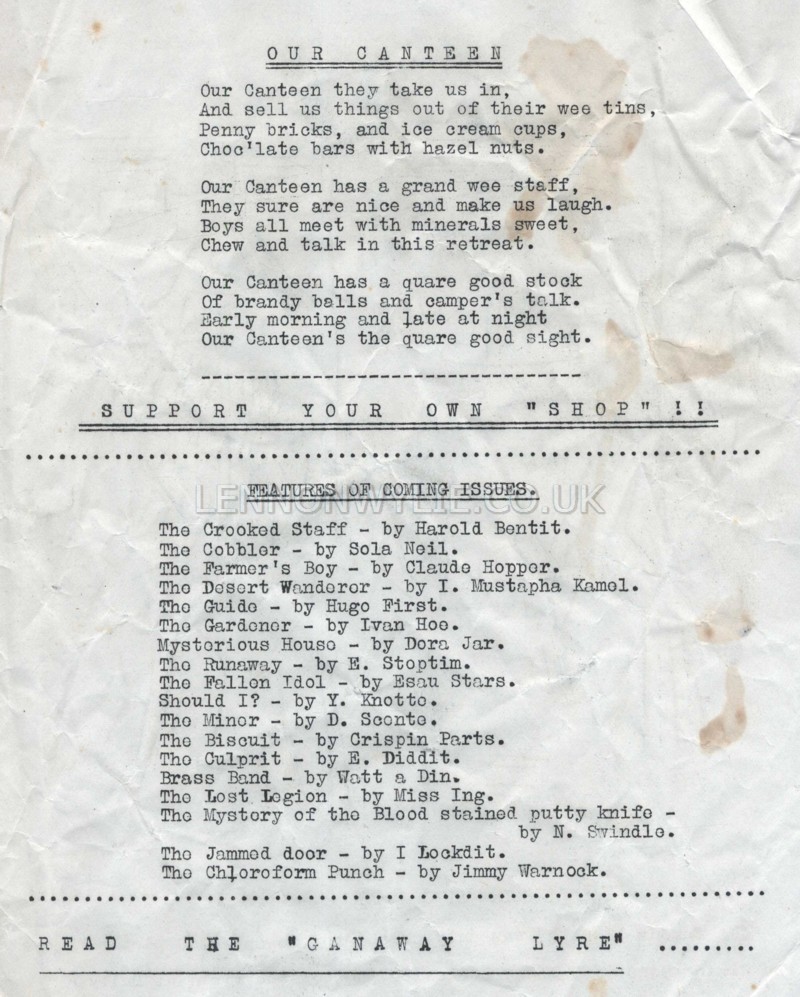 OUR CANTEEN
Our Canteen they take us in,
And sell us things out of their wee tins,
Penny bricks, and ice cream cups,
Choc'late bars with hazel nuts.
Our Canteen has a grand wee staff,
They sure are nice and make us laugh.
Boys all meet with minerals sweet,
Chew and talk in this retreat.
Our Canteen has a quare good stock
Of brandy balls and camper's talk.
Early morning and late at night
Our Canteen's the quare good sight.
SUPPORT YOUR OWN "SHOP"!!
LENNONWYLIE.CO.UK
FEATURES OF COMING ISSUES.
The Crooked Staff - by Harold Bentit.
The Cobbler - by Sola Neil.
The Farmer's Boy - by Claude Hopper.
The Desert Wanderor - by I. Mustapha Kamel.
The Guide - by Hugo First.
The Gardener - by Ivan Hoe.
Mysterious House - by Dora Jar.
The Runaway - by E. Stoptim.
The Fallen Idol - by Esau Stars.
Should I? - by Y. Knotte.
The Miner - by D. Sconte.
The Biscuit - by Crispin Parts.
The Culprit - by E. Diddit.
Brass Band - by Watt a Din.
The Lost Legion - by Miss Ing.
The Mystery of the Blood stained putty knife -
by N. Swindle.
The Jammed door - by I Lockdit.
The Chloroform Punch - by Jimmy Warnock.
READ THE "GANAWAY LYRE" .........